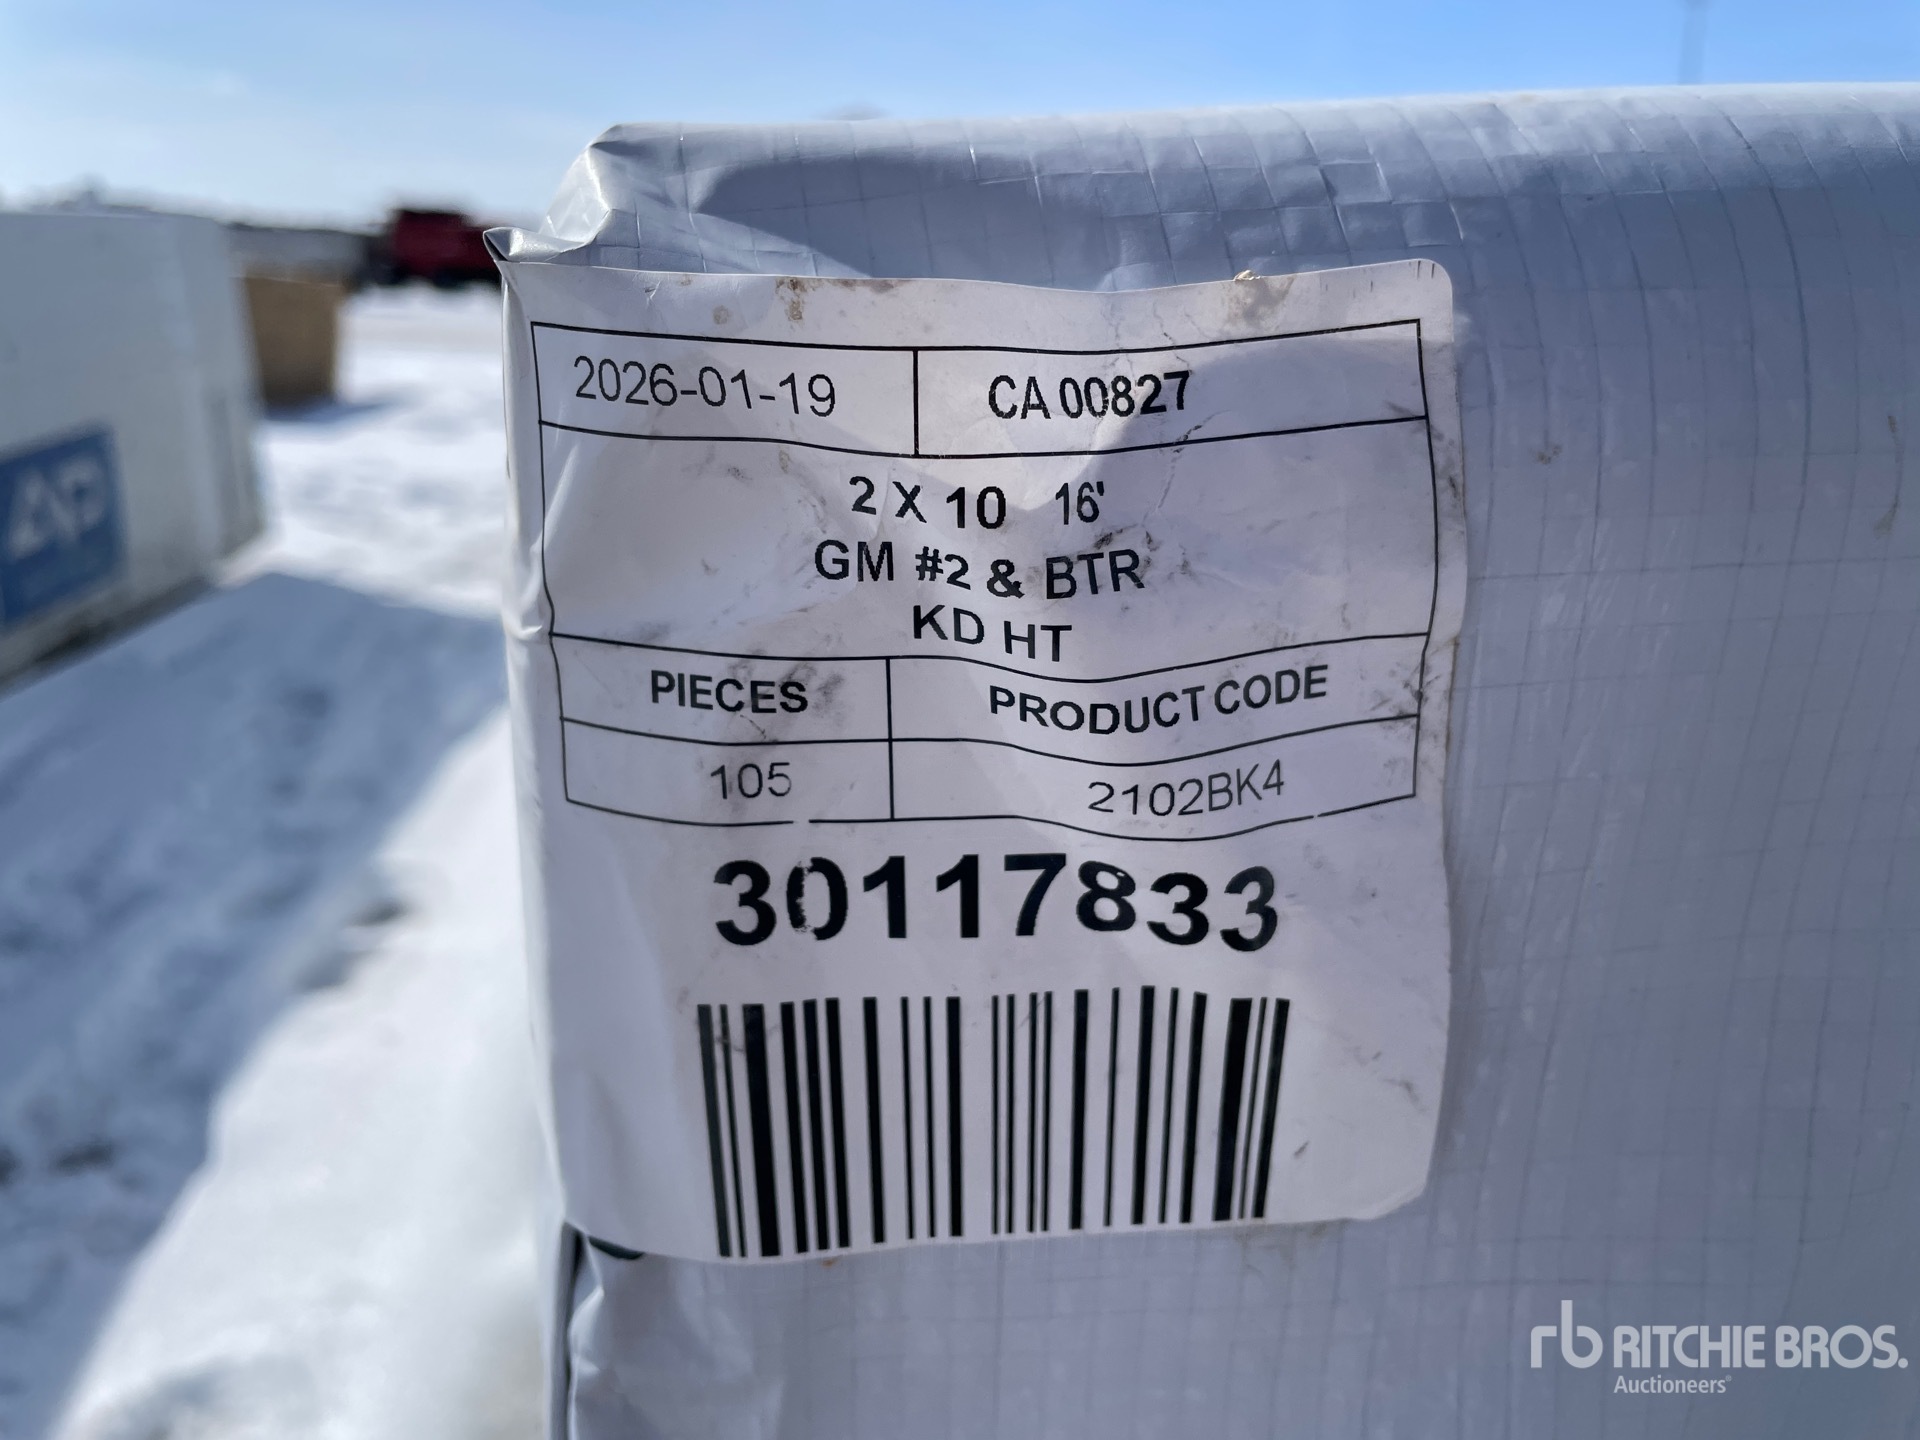 2026-01-19 CA 00827
2 X 10 16'
GM #2 & BTR
KD HT
PIECES PRODUCT CODE
105 2102BK4
30117833
rb RITCHIE BROS.
Auctioneers